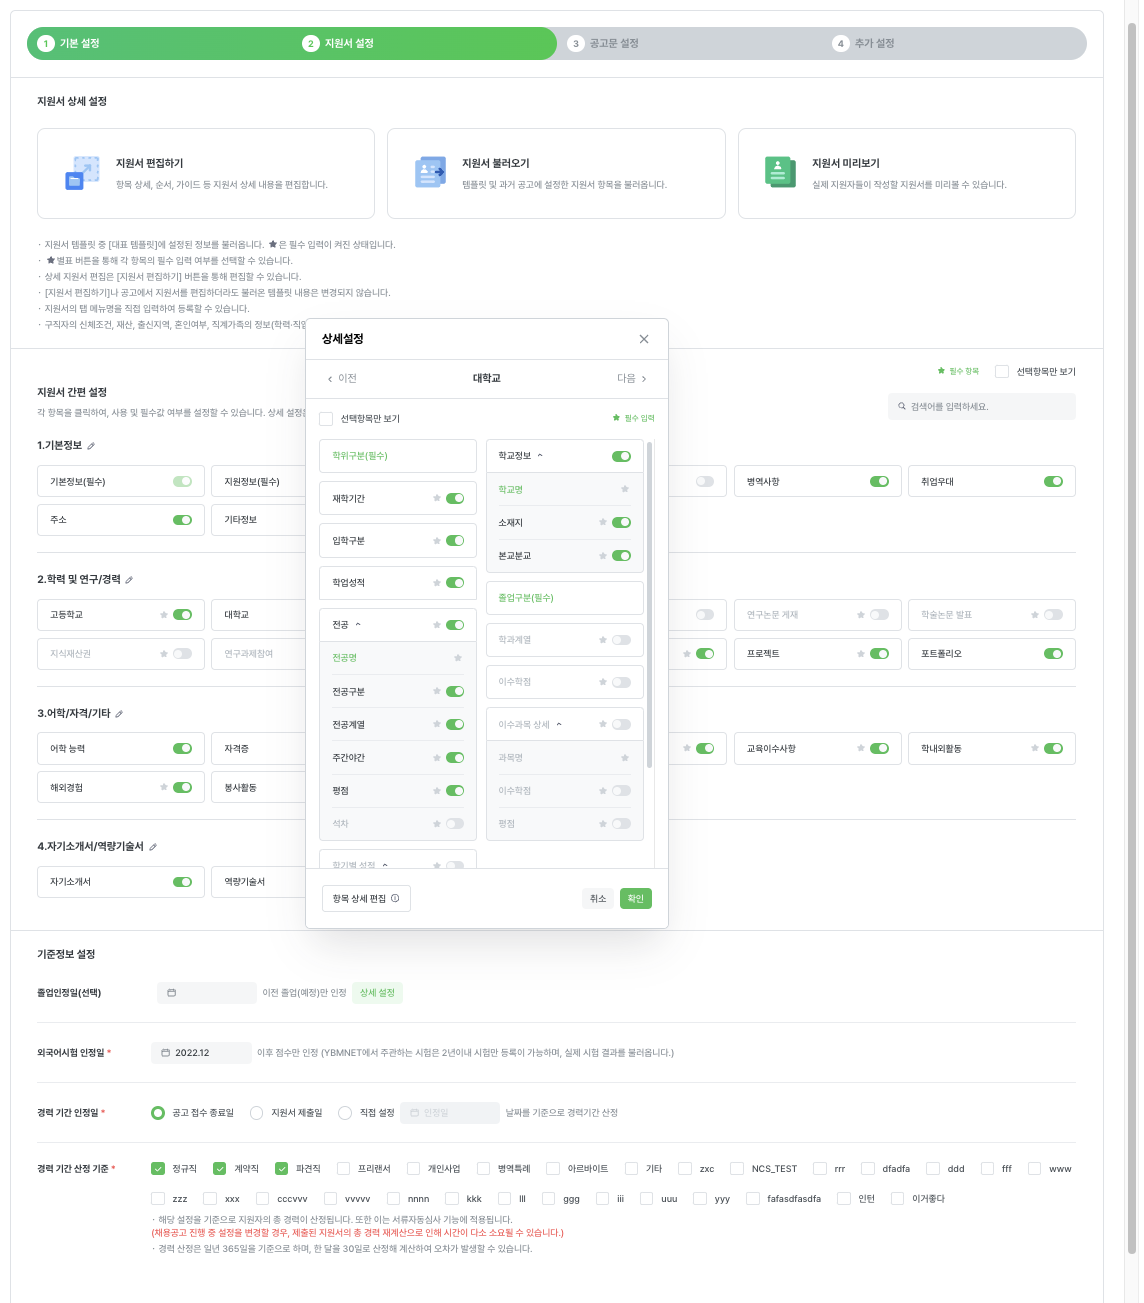 1 기본 설정
2 지원서 설정
3 공고문 설정
4 추가 설정
지원서 상세 설정
지원서 편집하기
항목 상세, 순서, 가이드 등 지원서 상세 내용을 편집합니다.
지원서 불러오기
템플릿 및 과거 공고에 설정한 지원서 항목을 불러옵니다.
지원서 미리보기
실제 지원자들이 작성할 지원서를 미리볼 수 있습니다.
· 지원서 템플릿 중 [대표 템플릿]에 설정된 정보를 불러옵니다. ★은 필수 입력이 켜진 상태입니다.
· ★별표 버튼을 통해 각 항목의 필수 입력 여부를 선택할 수 있습니다.
· 상세 지원서 편집은 [지원서 편집하기] 버튼을 통해 편집할 수 있습니다.
· [지원서 편집하기]나 공고에서 지원서를 편집하더라도 불러온 템플릿 내용은 변경되지 않습니다.
· 지원서의 탭 메뉴명을 직접 입력하여 등록할 수 있습니다.
· 구직자의 신체조건, 재산, 출신지역, 혼인여부, 직계가족의 정보(학력·직업
★ 필수 항목
선택항목만 보기
지원서 간편 설정
각 항목을 클릭하여, 사용 및 필수값 여부를 설정할 수 있습니다. 상세 설정은
검색어를 입력하세요.
1.기본정보
기본정보(필수)
지원정보(필수)
병역사항
취업우대
주소
기타정보
2.학력 및 연구/경력
고등학교
대학교
연구논문 게재
학술논문 발표
지식재산권
연구과제참여
프로젝트
포트폴리오
3.어학/자격/기타
어학 능력
자격증
교육이수사항
학내외활동
해외경험
봉사활동
4.자기소개서/역량기술서
자기소개서
역량기술서
상세설정
이전
대학교
다음
선택항목만 보기
★ 필수 입력
학위구분(필수)
재학기간
입학구분
학업성적
전공
전공명
전공구분
전공계열
주간야간
평점
석차
학기별 성적
학교정보
학교명
소재지
본교분교
졸업구분(필수)
학과계열
이수학점
이수과목 상세
과목명
이수학점
평점
항목 상세 편집
취소
확인
기준정보 설정
졸업인정일(선택)
이전 졸업(예정)만 인정
상세 설정
외국어시험 인정일 *
2022.12
이후 점수만 인정 (YBMNET에서 주관하는 시험은 2년이내 시험만 등록이 가능하며, 실제 시험 결과를 불러옵니다.)
경력 기간 인정일 *
공고 접수 종료일
지원서 제출일
직접 설정
인정일
날짜를 기준으로 경력기간 산정
경력 기간 산정 기준 *
정규직 계약직 파견직 프리랜서 개인사업 병역특례 아르바이트 기타 zxc NCS_TEST rrr dfadfa ddd fff www
zzz xxx cccvvv vvvvv nnnn kkk lll ggg iii uuu yyy fafasdfasdfa 인턴 이거좋다
· 해당 설정을 기준으로 지원자의 총 경력이 산정됩니다. 또한 이는 서류자동심사 기능에 적용됩니다.
(채용공고 진행 중 설정을 변경할 경우, 제출된 지원서의 총 경력 재계산으로 인해 시간이 다소 소요될 수 있습니다.)
· 경력 산정은 일년 365일을 기준으로 하며, 한 달을 30일로 산정해 계산하여 오차가 발생할 수 있습니다.